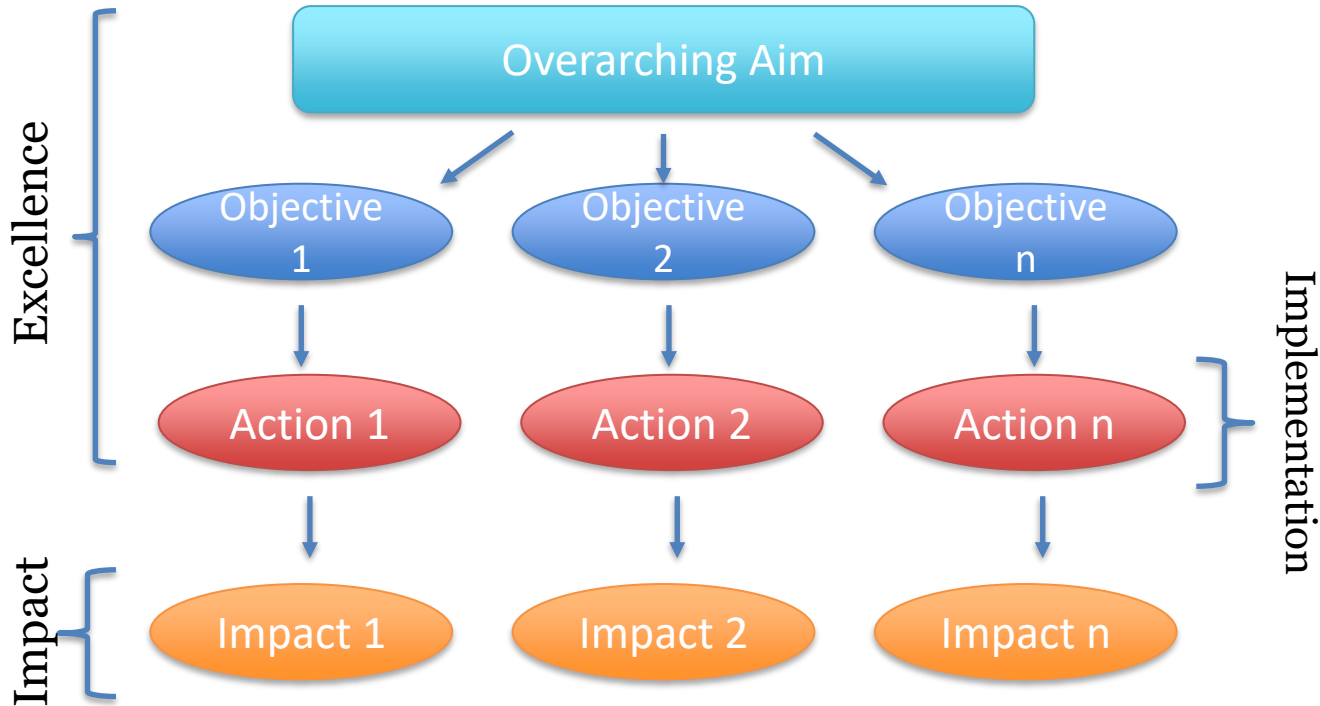 Overarching Aim
Excellence
Objective
1
Objective
2
Objective
n
Implementation
Action 1
Action 2
Action n
Impact
Impact 1
Impact 2
Impact n